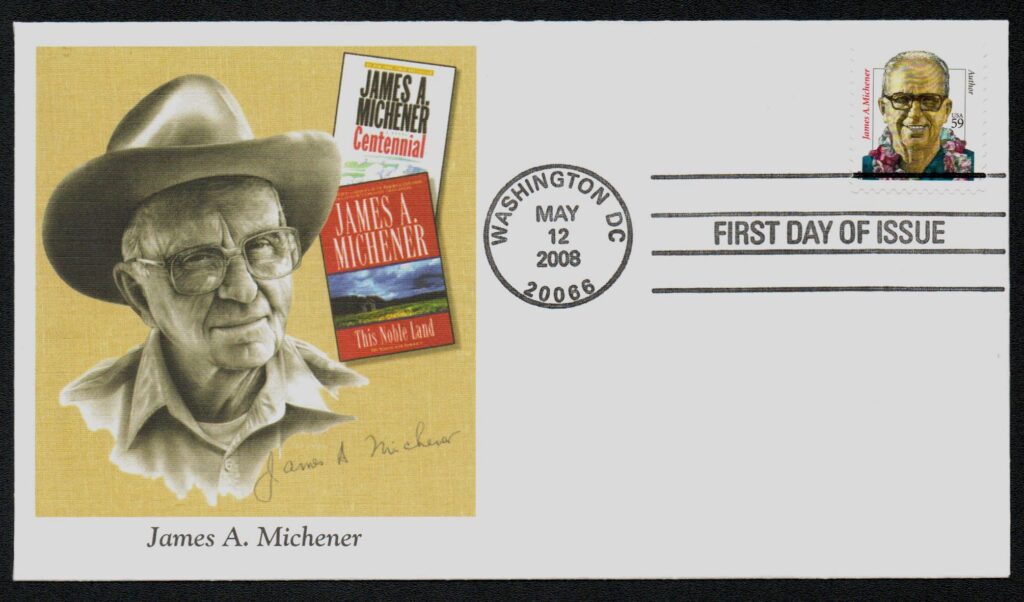 JAMES A.
MICHENER
Centennial
JAMES A.
MICHENER
This Noble Land
James A Michener
James A. Michener
WASHINGTON DC
MAY
12
2008
20066
FIRST DAY OF ISSUE
James A. Michener
Author
USA
59